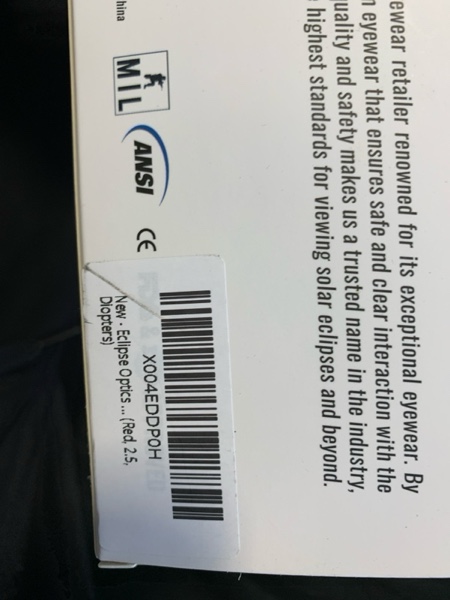 ewear retailer renowned for its exceptional eyewear. By
eyewear that ensures safe and clear interaction with the
uality and safety makes us a trusted name in the industry,
highest standards for viewing solar eclipses and beyond.
hina
MIL
ANSI
CE
X004EDDP0H
New - Eclipse Optics ... (Red, 2.5,
Diopters)